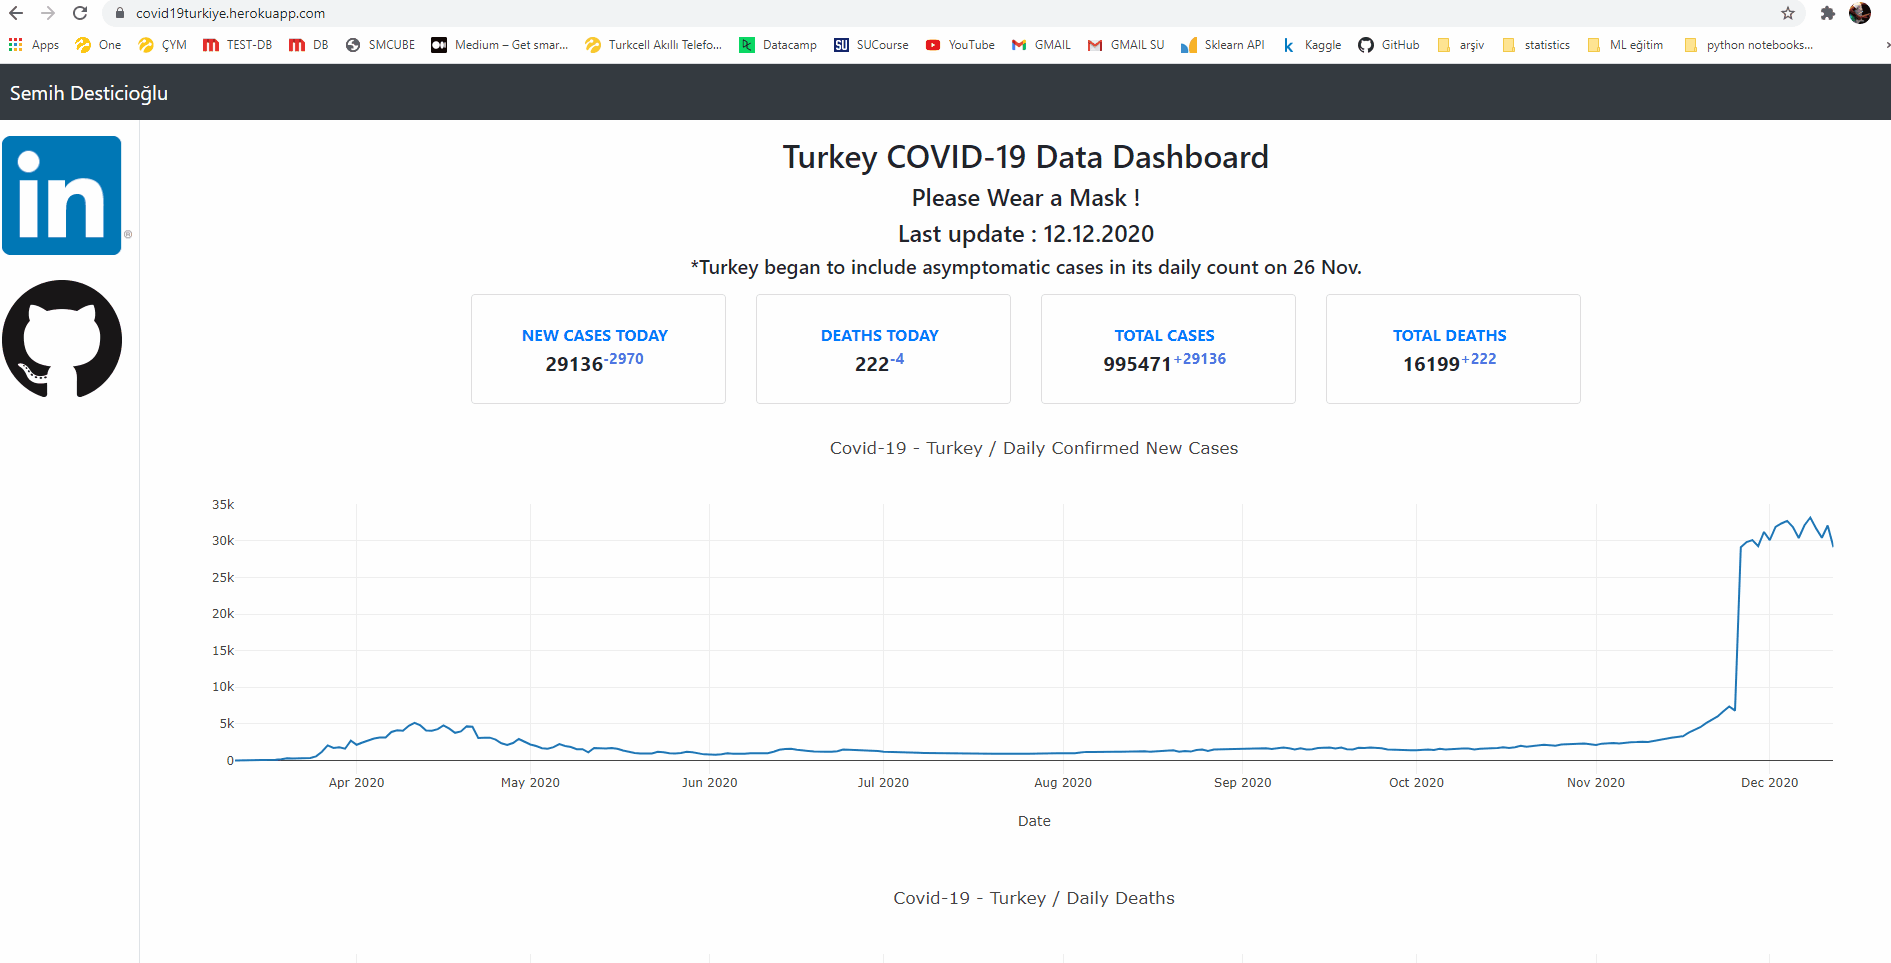 covid19turkiye.herokuapp.com
Apps One ÇYM TEST-DB DB SMCUBE Medium – Get smar... Turkcell Akıllı Telefo... Datacamp SUCourse YouTube GMAIL GMAIL SU Sklearn API Kaggle GitHub arşiv statistics ML eğitim python notebooks...
Semih Desticioğlu
in
®
Turkey COVID-19 Data Dashboard
Please Wear a Mask !
Last update : 12.12.2020
*Turkey began to include asymptomatic cases in its daily count on 26 Nov.
NEW CASES TODAY
29136-2970
DEATHS TODAY
222-4
TOTAL CASES
995471+29136
TOTAL DEATHS
16199+222
Covid-19 - Turkey / Daily Confirmed New Cases
35k
30k
25k
20k
15k
10k
5k
0
Apr 2020 May 2020 Jun 2020 Jul 2020 Aug 2020 Sep 2020 Oct 2020 Nov 2020 Dec 2020
Date
Covid-19 - Turkey / Daily Deaths